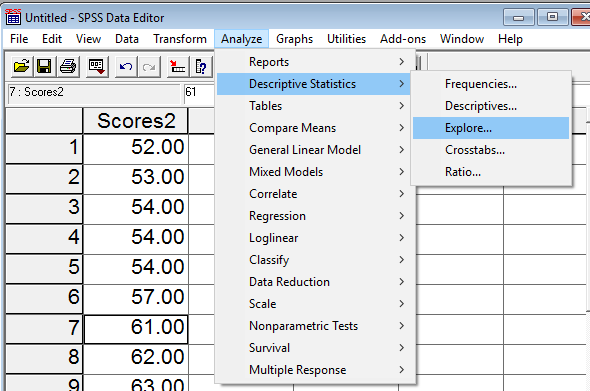 Untitled - SPSS Data Editor
File Edit View Data Transform Analyze Graphs Utilities Add-ons Window Help
7 : Scores2 61
Scores2
1 52.00
2 53.00
3 54.00
4 54.00
5 54.00
6 57.00
7 61.00
8 62.00
9 63.00
Reports
Descriptive Statistics
Tables
Compare Means
General Linear Model
Mixed Models
Correlate
Regression
Loglinear
Classify
Data Reduction
Scale
Nonparametric Tests
Survival
Multiple Response
Frequencies...
Descriptives...
Explore...
Crosstabs...
Ratio...